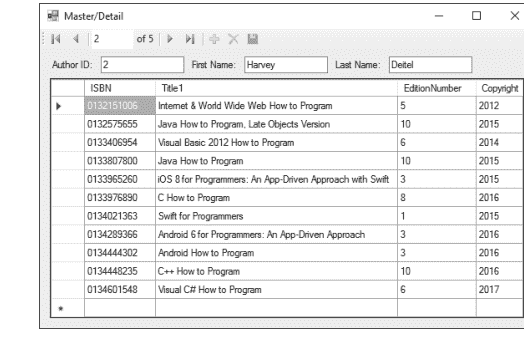 Master/Detail
2 of 5
Author ID: 2 First Name: Harvey Last Name: Deitel
ISBN Title1 EditionNumber Copyright
0132151006 Internet & World Wide Web How to Program 5 2012
0132575655 Java How to Program, Late Objects Version 10 2015
0133406954 Visual Basic 2012 How to Program 6 2014
0133807800 Java How to Program 10 2015
0133965260 iOS 8 for Programmers: An App-Driven Approach with Swift 3 2015
0133976890 C How to Program 8 2016
0134021363 Swift for Programmers 1 2015
0134289366 Android 6 for Programmers: An App-Driven Approach 3 2016
0134444302 Android How to Program 3 2016
0134448235 C++ How to Program 10 2016
0134601548 Visual C# How to Program 6 2017